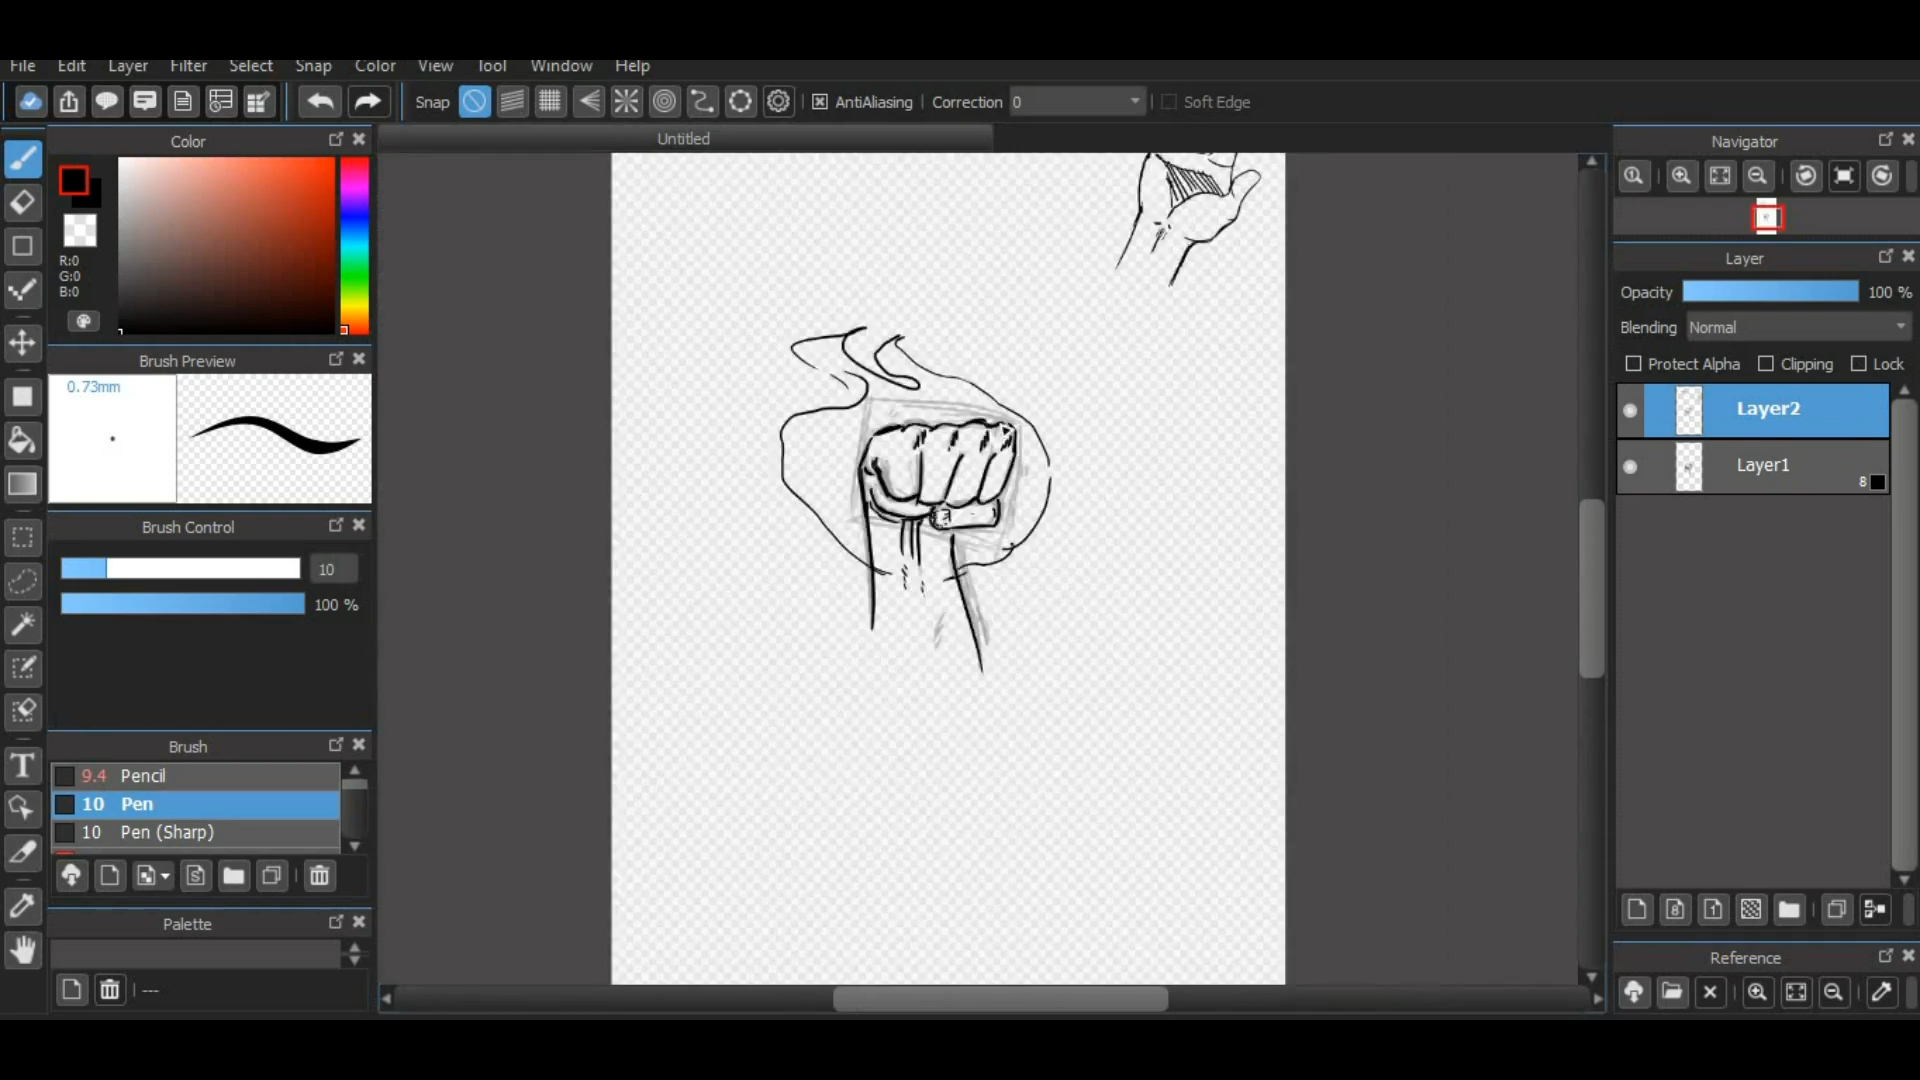 File Edit Layer Filter Select Snap Color View Tool Window Help
Snap AntiAliasing Correction 0 Soft Edge
Color
R:0
G:0
B:0
Brush Preview
0.73mm
Brush Control
10
100 %
Brush
9.4 Pencil
10 Pen
10 Pen (Sharp)
Palette
---
Untitled
Navigator
Layer
Opacity 100 %
Blending Normal
Protect Alpha Clipping Lock
Layer2
Layer1
8
Reference